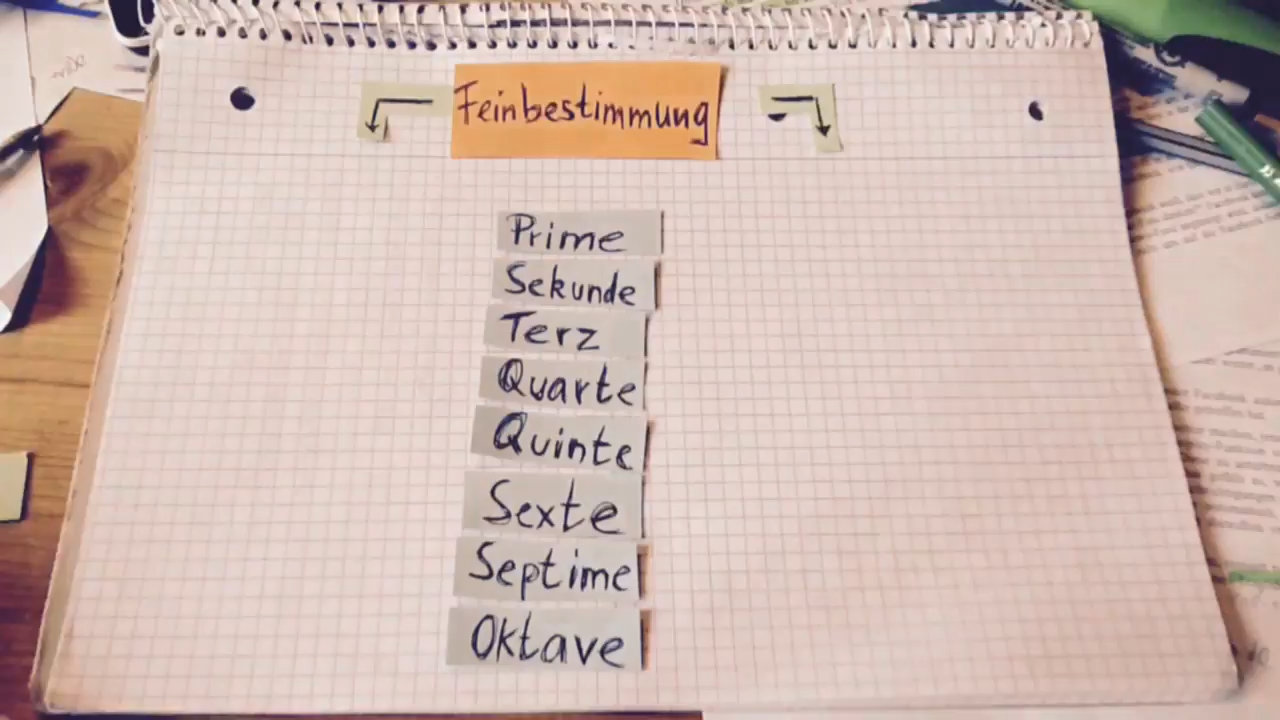 Feinbestimmung
Prime
Sekunde
Terz
Quarte
Quinte
Sexte
Septime
Oktave